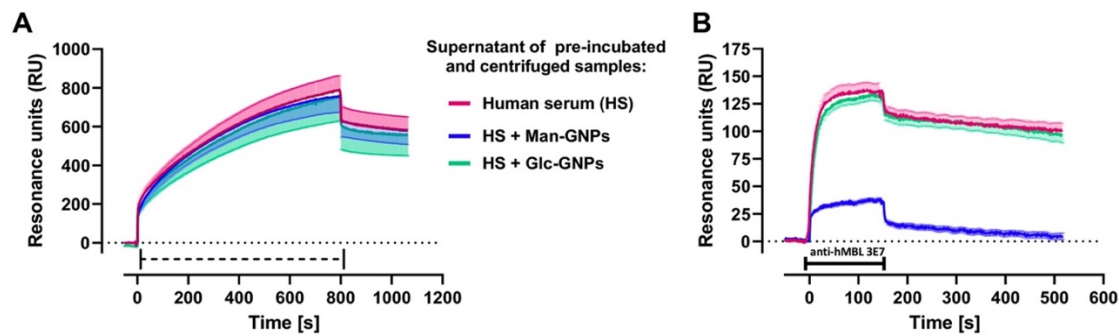 A
Resonance units (RU)
1000
800
600
400
200
0
0 200 400 600 800 1000 1200
Time [s]
Supernatant of pre-incubated
and centrifuged samples:
Human serum (HS)
HS + Man-GNPs
HS + Glc-GNPs
B
Resonance units (RU)
175
150
125
100
75
50
25
0
anti-hMBL 3E7
0 100 200 300 400 500 600
Time [s]